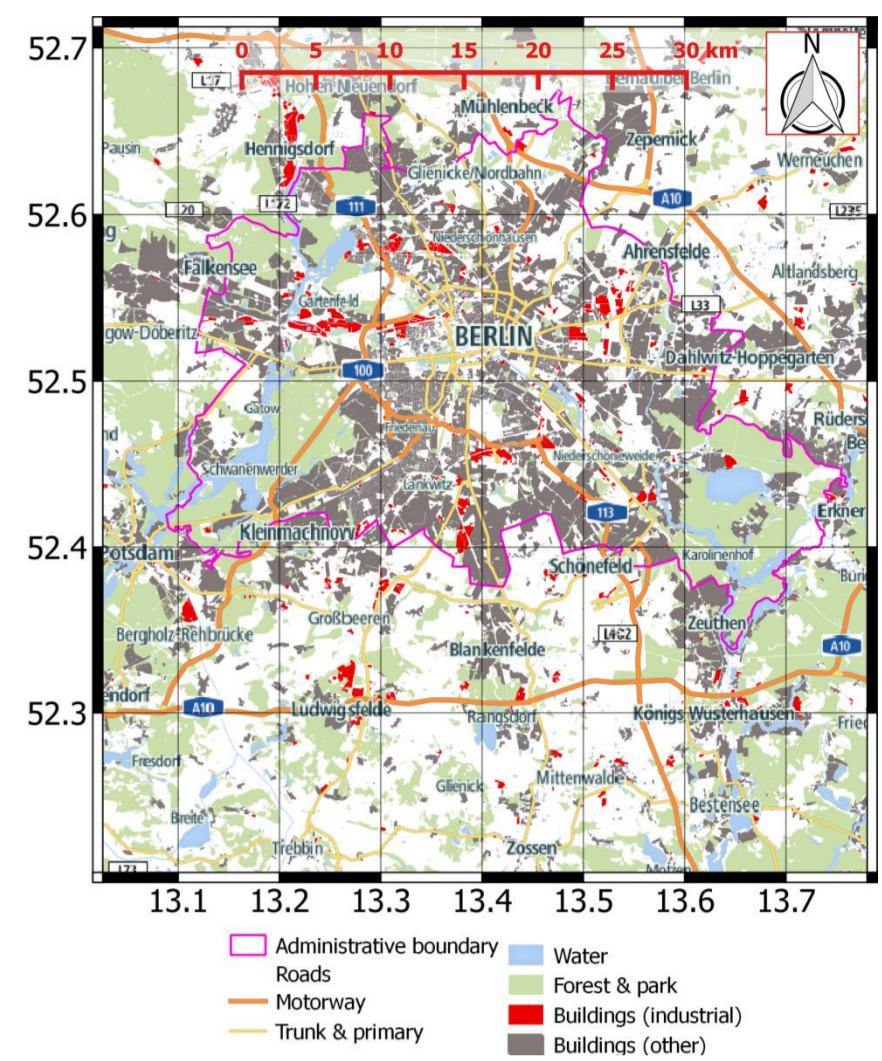 52.7
0 5 10 15 20 25 30 km
N
Hohen Neuendorf
Mühlenbeck
Pausin
Hennigsdorf
Zepernick
Werneuchen
Glienicke/Nordbahn
52.6
111
A10
Niederschönhausen
Falkensee
Ahrensfelde
Altlandsberg
Gartenfeld
L33
gow-Döberitz
BERLIN
Dahlwitz-Hoppegarten
52.5
100
Gatow
Friedenau
Rüders
Schwanenwerder
Niederschöneweide
Lankwitz
113
Erkner
52.4
Kleinmachnow
Potsdam
Schönefeld
Karolinenhof
Großbeeren
Zeuthen
Bergholz-Rehbrücke
Blankenfelde
A10
endorf
A10
52.3
Ludwigsfelde
Rangsdorf
Königs Wusterhausen
Fried
Fresdorf
Glienick
Mittenwalde
Breite
Bestensee
Trebbin
Zossen
13.1 13.2 13.3 13.4 13.5 13.6 13.7
Administrative boundary
Roads
Motorway
Trunk & primary
Water
Forest & park
Buildings (industrial)
Buildings (other)